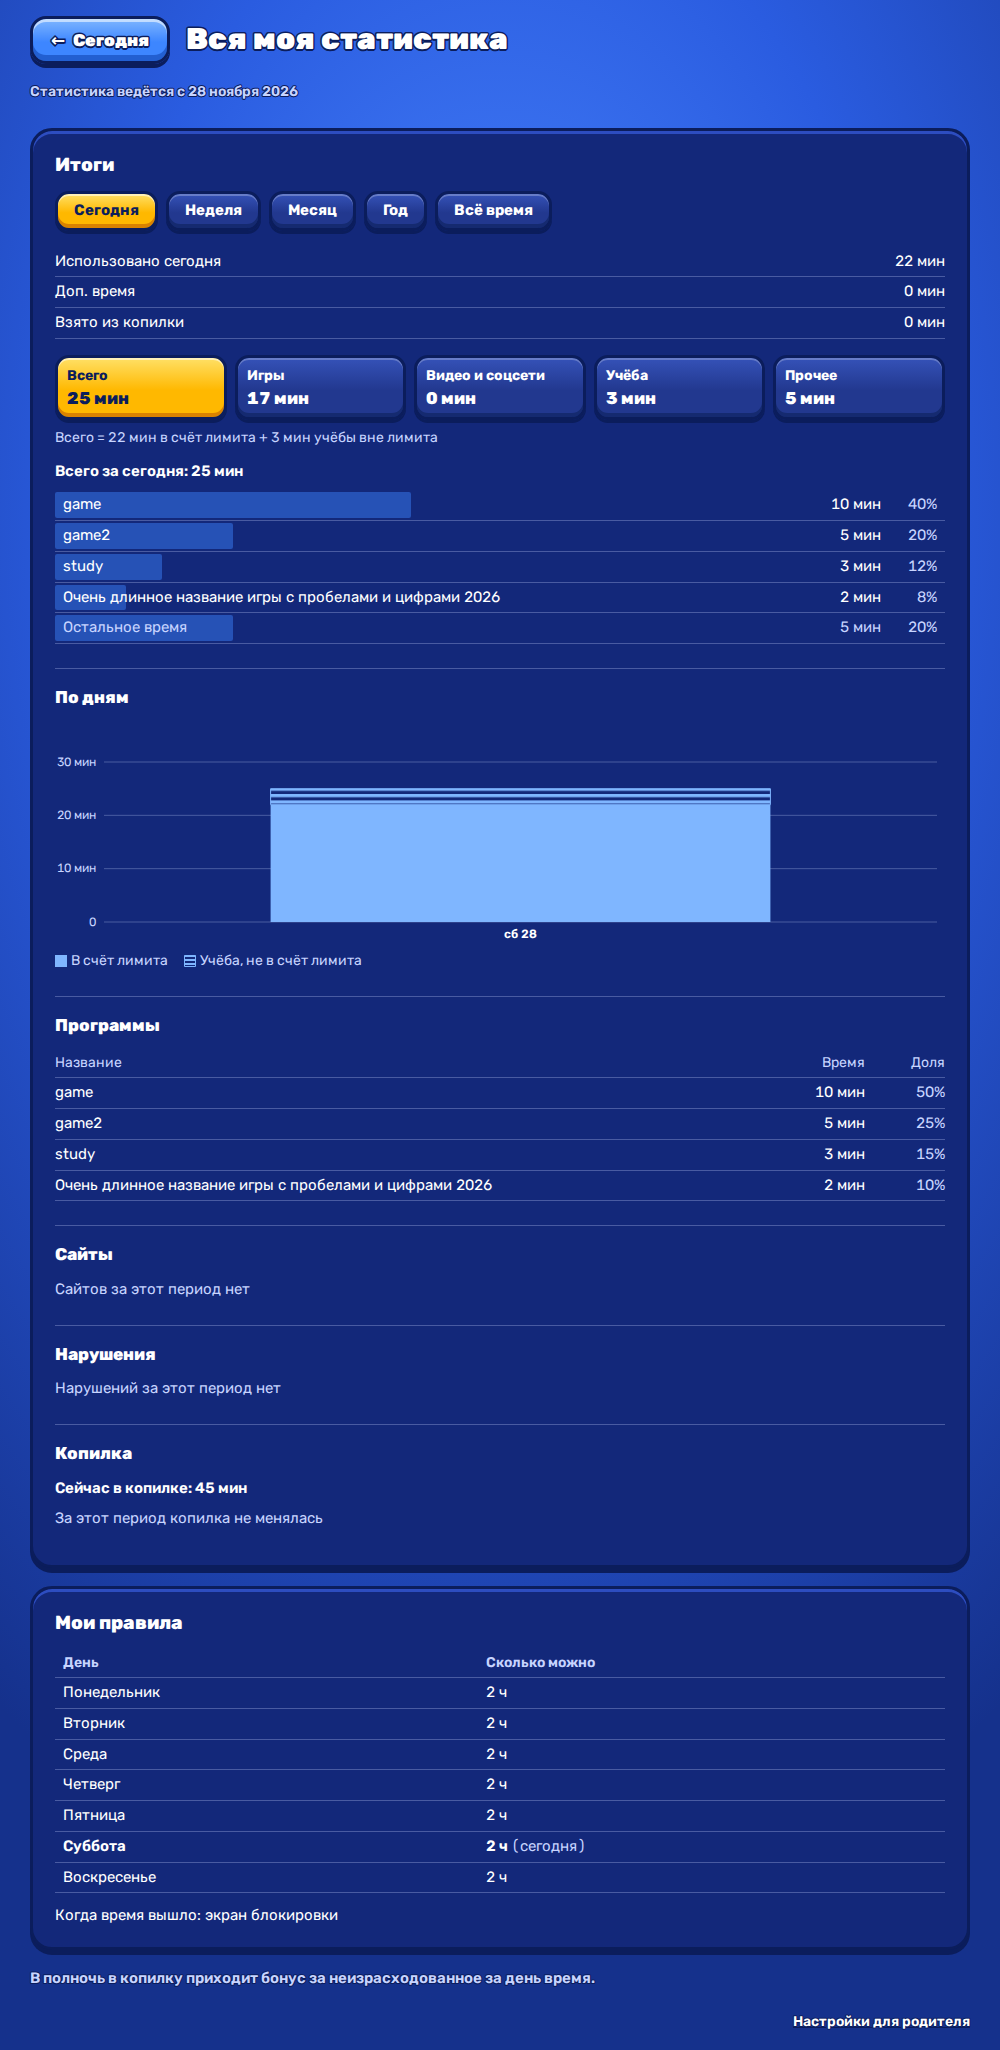 ← Сегодня
Вся моя статистика
Статистика ведётся с 28 ноября 2026
Итоги
Сегодня Неделя Месяц Год Всё время
Использовано сегодня 22 мин
Доп. время 0 мин
Взято из копилки 0 мин
Всего Игры Видео и соцсети Учёба Прочее
25 мин 17 мин 0 мин 3 мин 5 мин
Всего = 22 мин в счёт лимита + 3 мин учёбы вне лимита
Всего за сегодня: 25 мин
game 10 мин 40%
game2 5 мин 20%
study 3 мин 12%
Очень длинное название игры с пробелами и цифрами 2026 2 мин 8%
Остальное время 5 мин 20%
По дням
30 мин
20 мин
10 мин
0
сб 28
В счёт лимита Учёба, не в счёт лимита
Программы
Название Время Доля
game 10 мин 50%
game2 5 мин 25%
study 3 мин 15%
Очень длинное название игры с пробелами и цифрами 2026 2 мин 10%
Сайты
Сайтов за этот период нет
Нарушения
Нарушений за этот период нет
Копилка
Сейчас в копилке: 45 мин
За этот период копилка не менялась
Мои правила
День Сколько можно
Понедельник 2 ч
Вторник 2 ч
Среда 2 ч
Четверг 2 ч
Пятница 2 ч
Суббота 2 ч (сегодня)
Воскресенье 2 ч
Когда время вышло: экран блокировки
В полночь в копилку приходит бонус за неизрасходованное за день время.
Настройки для родителя